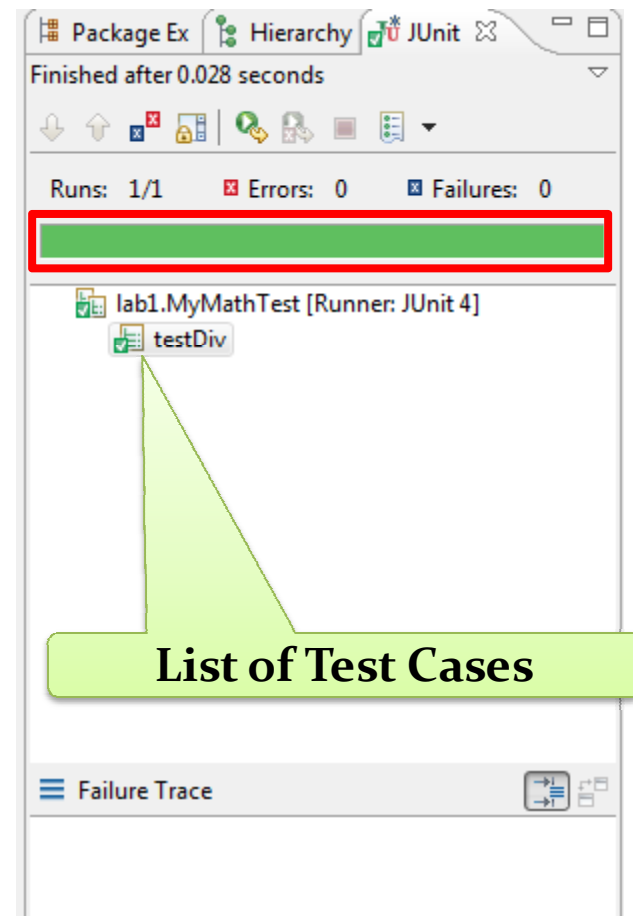 Package Ex Hierarchy JUnit
Finished after 0.028 seconds
Runs: 1/1 Errors: 0 Failures: 0
lab1.MyMathTest [Runner: JUnit 4]
testDiv
List of Test Cases
Failure Trace